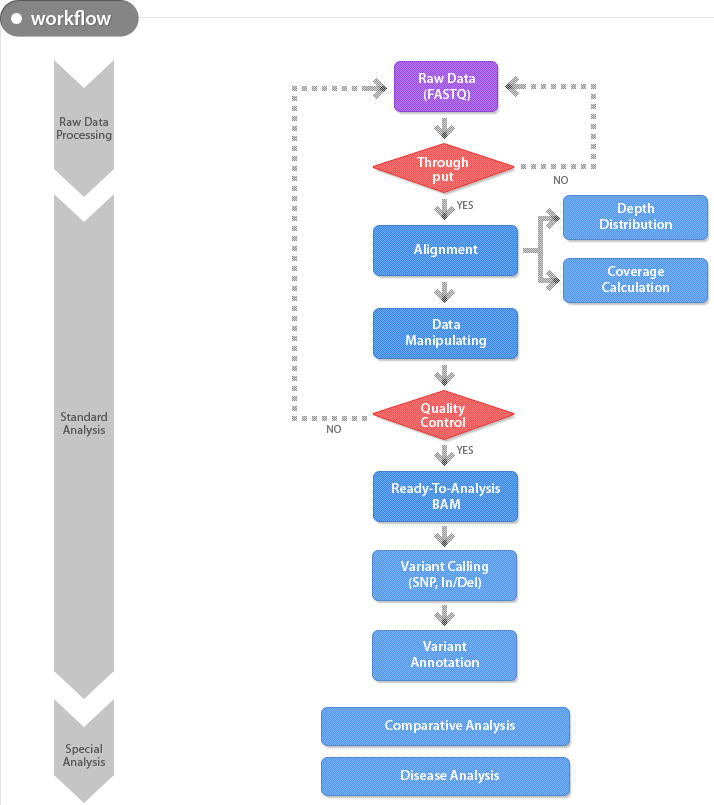 workflow
Raw Data
Processing
Raw Data
(FASTQ)
Through
put
NO
YES
Standard
Analysis
Alignment
Depth
Distribution
Coverage
Calculation
Data
Manipulating
Quality
Control
NO
YES
Ready-To-Analysis
BAM
Variant Calling
(SNP, In/Del)
Variant
Annotation
Special
Analysis
Comparative Analysis
Disease Analysis